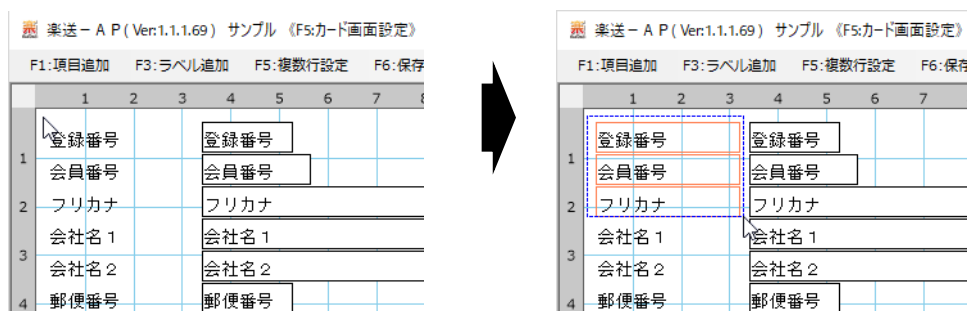 楽送－ＡＰ( Ver:1.1.1.69 ) サンプル 《F5:カード画面設定》
F1:項目追加 F3:ラベル追加 F5:複数行設定 F6:保存
1 2 3 4 5 6 7 8
登録番号 登録番号
1
会員番号 会員番号
2 フリカナ フリカナ
会社名１ 会社名１
3
会社名２ 会社名２
4 郵便番号 郵便番号
楽送－ＡＰ( Ver:1.1.1.69 ) サンプル 《F5:カード画面設定》
F1:項目追加 F3:ラベル追加 F5:複数行設定 F6:保存
1 2 3 4 5 6 7
登録番号 登録番号
1
会員番号 会員番号
2 フリカナ フリカナ
会社名１ 会社名１
3
会社名２ 会社名２
4 郵便番号 郵便番号